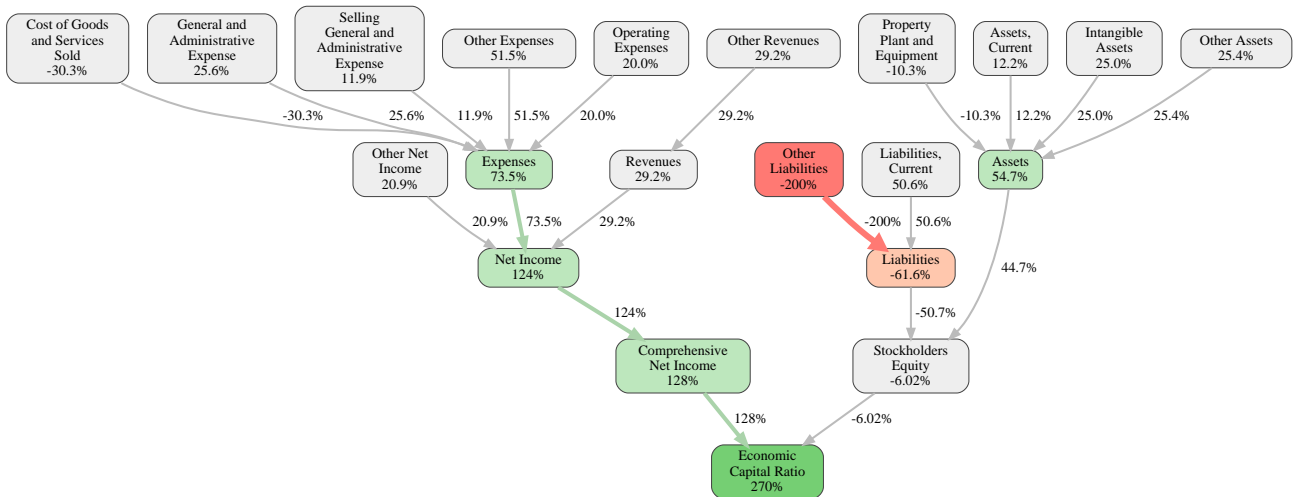 Cost of Goods
and Services
Sold
-30.3%
General and
Administrative
Expense
25.6%
Selling
General and
Administrative
Expense
11.9%
Other Expenses
51.5%
Operating
Expenses
20.0%
Other Revenues
29.2%
Property
Plant and
Equipment
-10.3%
Assets,
Current
12.2%
Intangible
Assets
25.0%
Other Assets
25.4%
-30.3%
25.6%
11.9%
51.5%
20.0%
29.2%
-10.3%
12.2%
25.0%
25.4%
Other Net
Income
20.9%
Expenses
73.5%
Revenues
29.2%
Other
Liabilities
-200%
Liabilities,
Current
50.6%
Assets
54.7%
20.9%
73.5%
29.2%
-200%
50.6%
44.7%
Net Income
124%
Liabilities
-61.6%
124%
-50.7%
Comprehensive
Net Income
128%
Stockholders
Equity
-6.02%
128%
-6.02%
Economic
Capital Ratio
270%